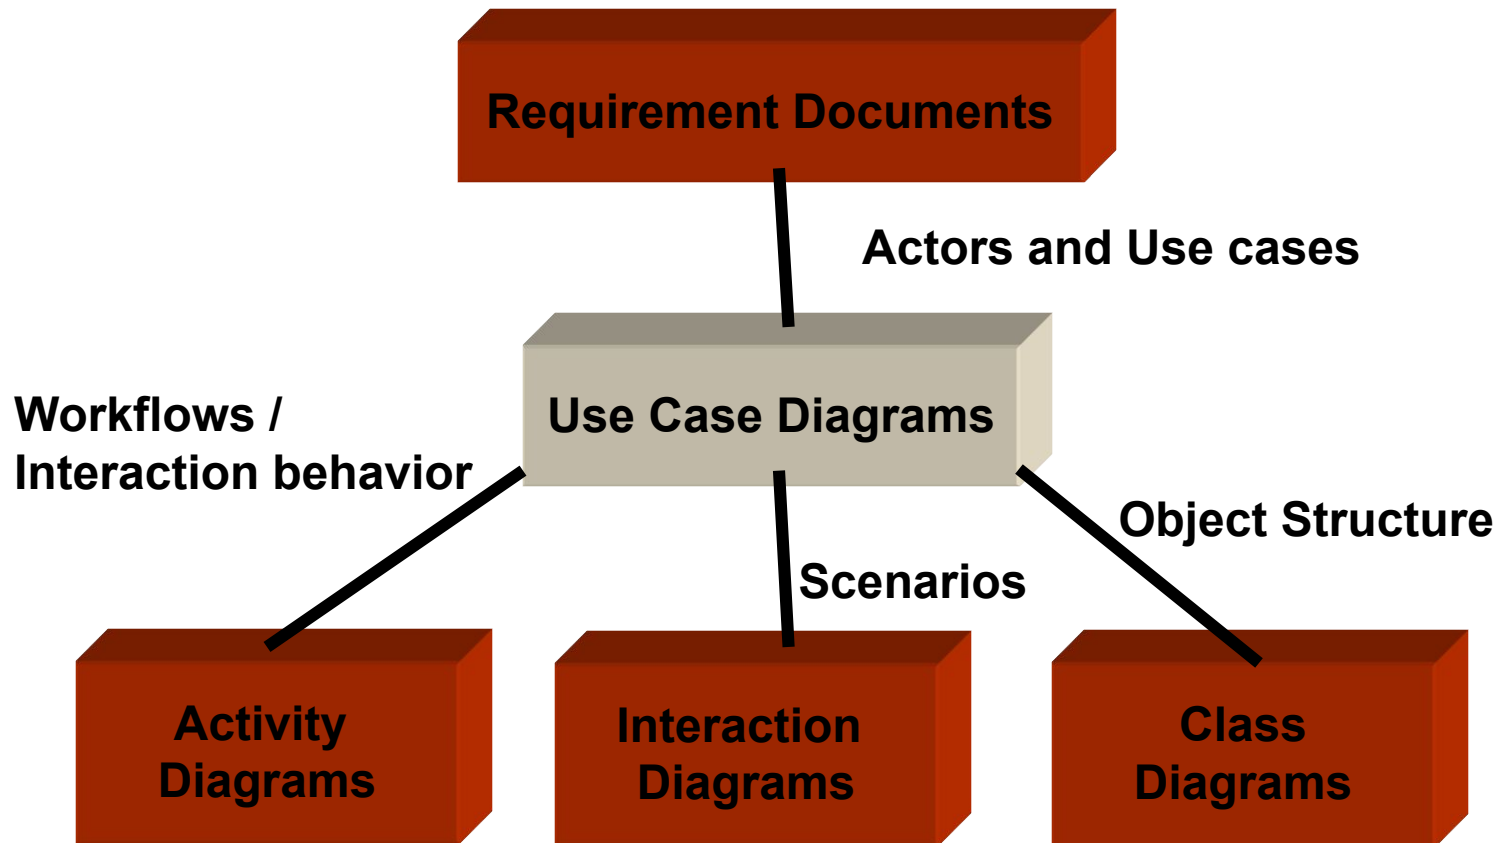 Requirement Documents
Actors and Use cases
Use Case Diagrams
Workflows /
Interaction behavior
Object Structure
Scenarios
Activity
Diagrams
Interaction
Diagrams
Class
Diagrams